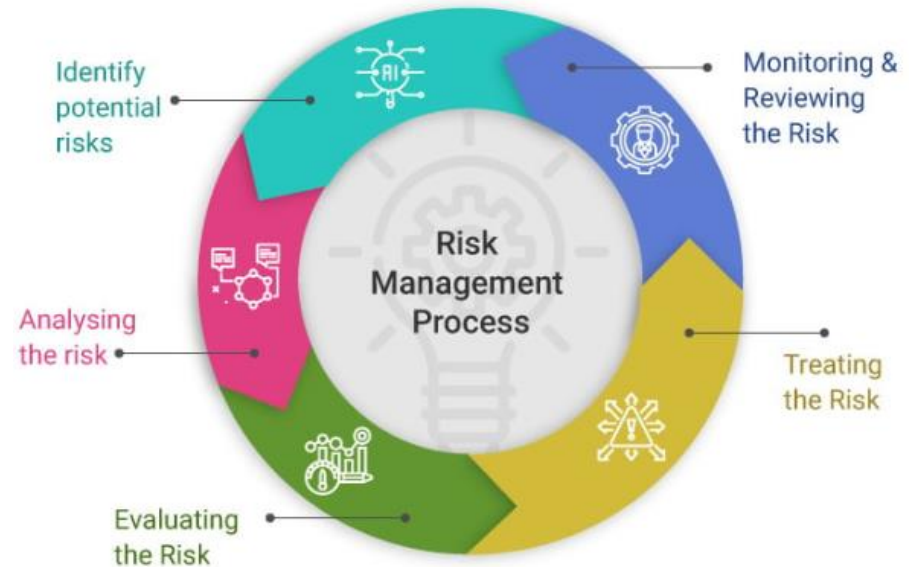 Identify
potential
risks
Monitoring &
Reviewing
the Risk
AI
Risk
Management
Process
Analysing
the risk
Treating
the Risk
Evaluating
the Risk